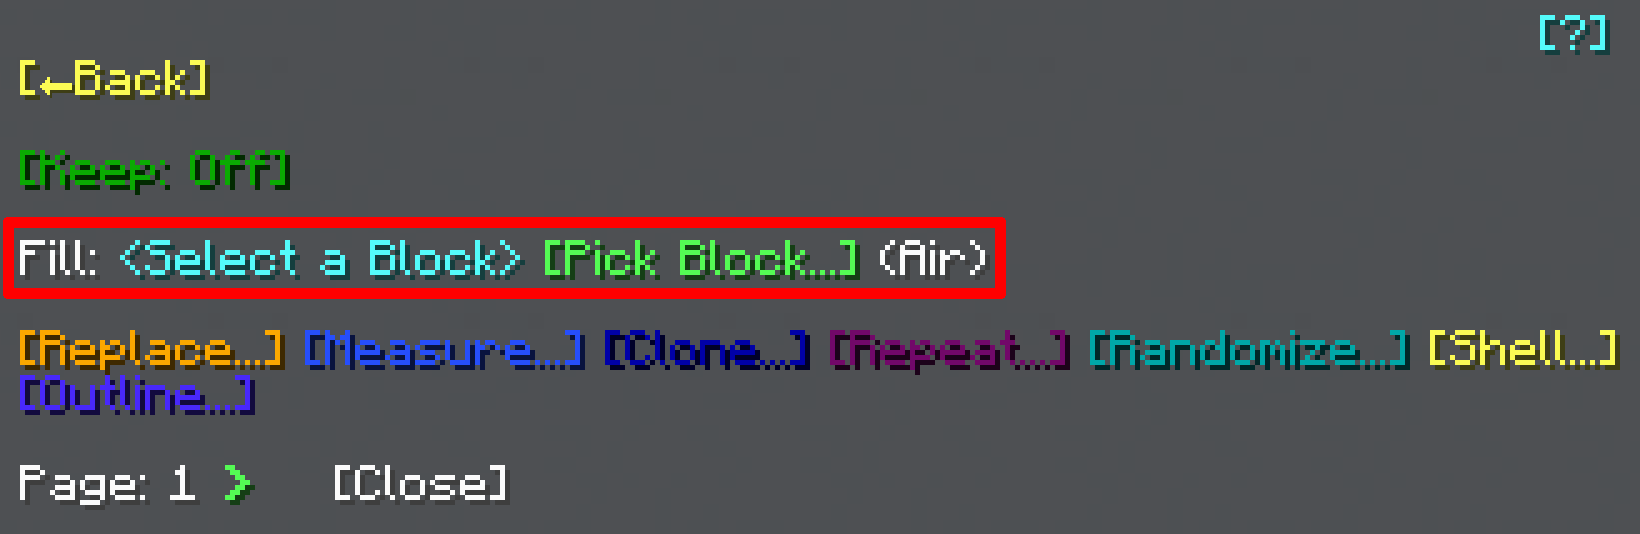 [?]
[←Back]
[Keep: Off]
Fill: <Select a Block> [Pick Block...] (Air)
[Replace...] [Measure...] [Clone...] [Repeat...] [Randomize...] [Shell...]
[Outline...]
Page: 1 > [Close]